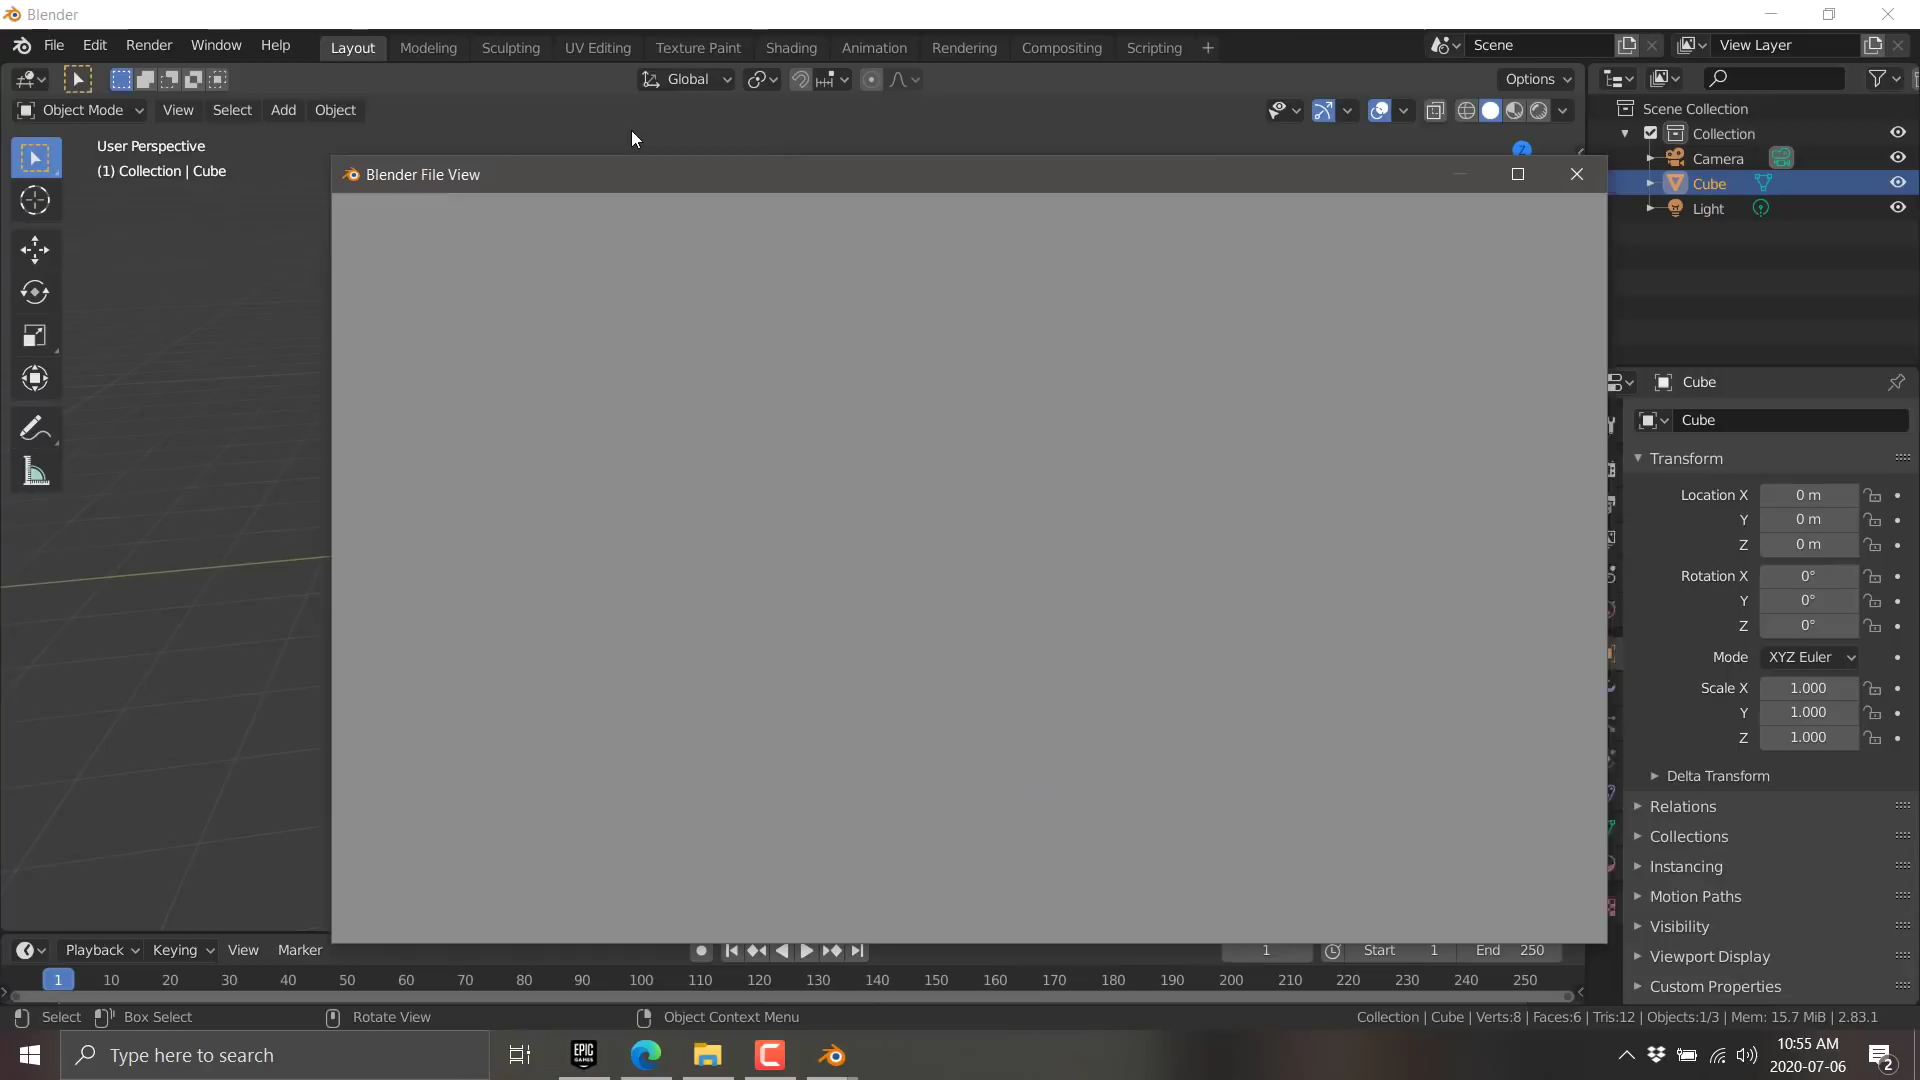 Blender
File Edit Render Window Help Layout Modeling Sculpting UV Editing Texture Paint Shading Animation Rendering Compositing Scripting + Scene View Layer
Global Options
Object Mode View Select Add Object
User Perspective
(1) Collection | Cube
Z
Blender File View
Scene Collection
Collection
Camera
Cube
Light
Cube
Cube
Transform
Location X 0 m
Y 0 m
Z 0 m
Rotation X 0°
Y 0°
Z 0°
Mode XYZ Euler
Scale X 1.000
Y 1.000
Z 1.000
Delta Transform
Relations
Collections
Instancing
Motion Paths
Visibility
Viewport Display
Custom Properties
Playback Keying View Marker 1 Start 1 End 250
1 10 20 30 40 50 60 70 80 90 100 110 120 130 140 150 160 170 180 190 200 210 220 230 240 250
Select Box Select Rotate View Object Context Menu Collection | Cube | Verts:8 | Faces:6 | Tris:12 | Objects:1/3 | Mem: 15.7 MiB | 2.83.1
Type here to search
EPIC
GAMES
10:55 AM
2020-07-06
2